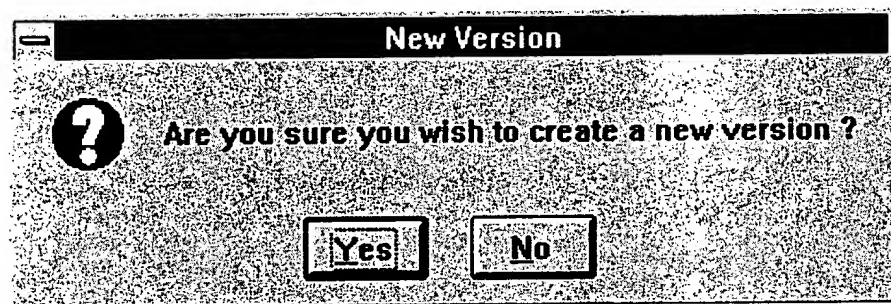 New Version
Are you sure you wish to create a new version ?
Yes
No